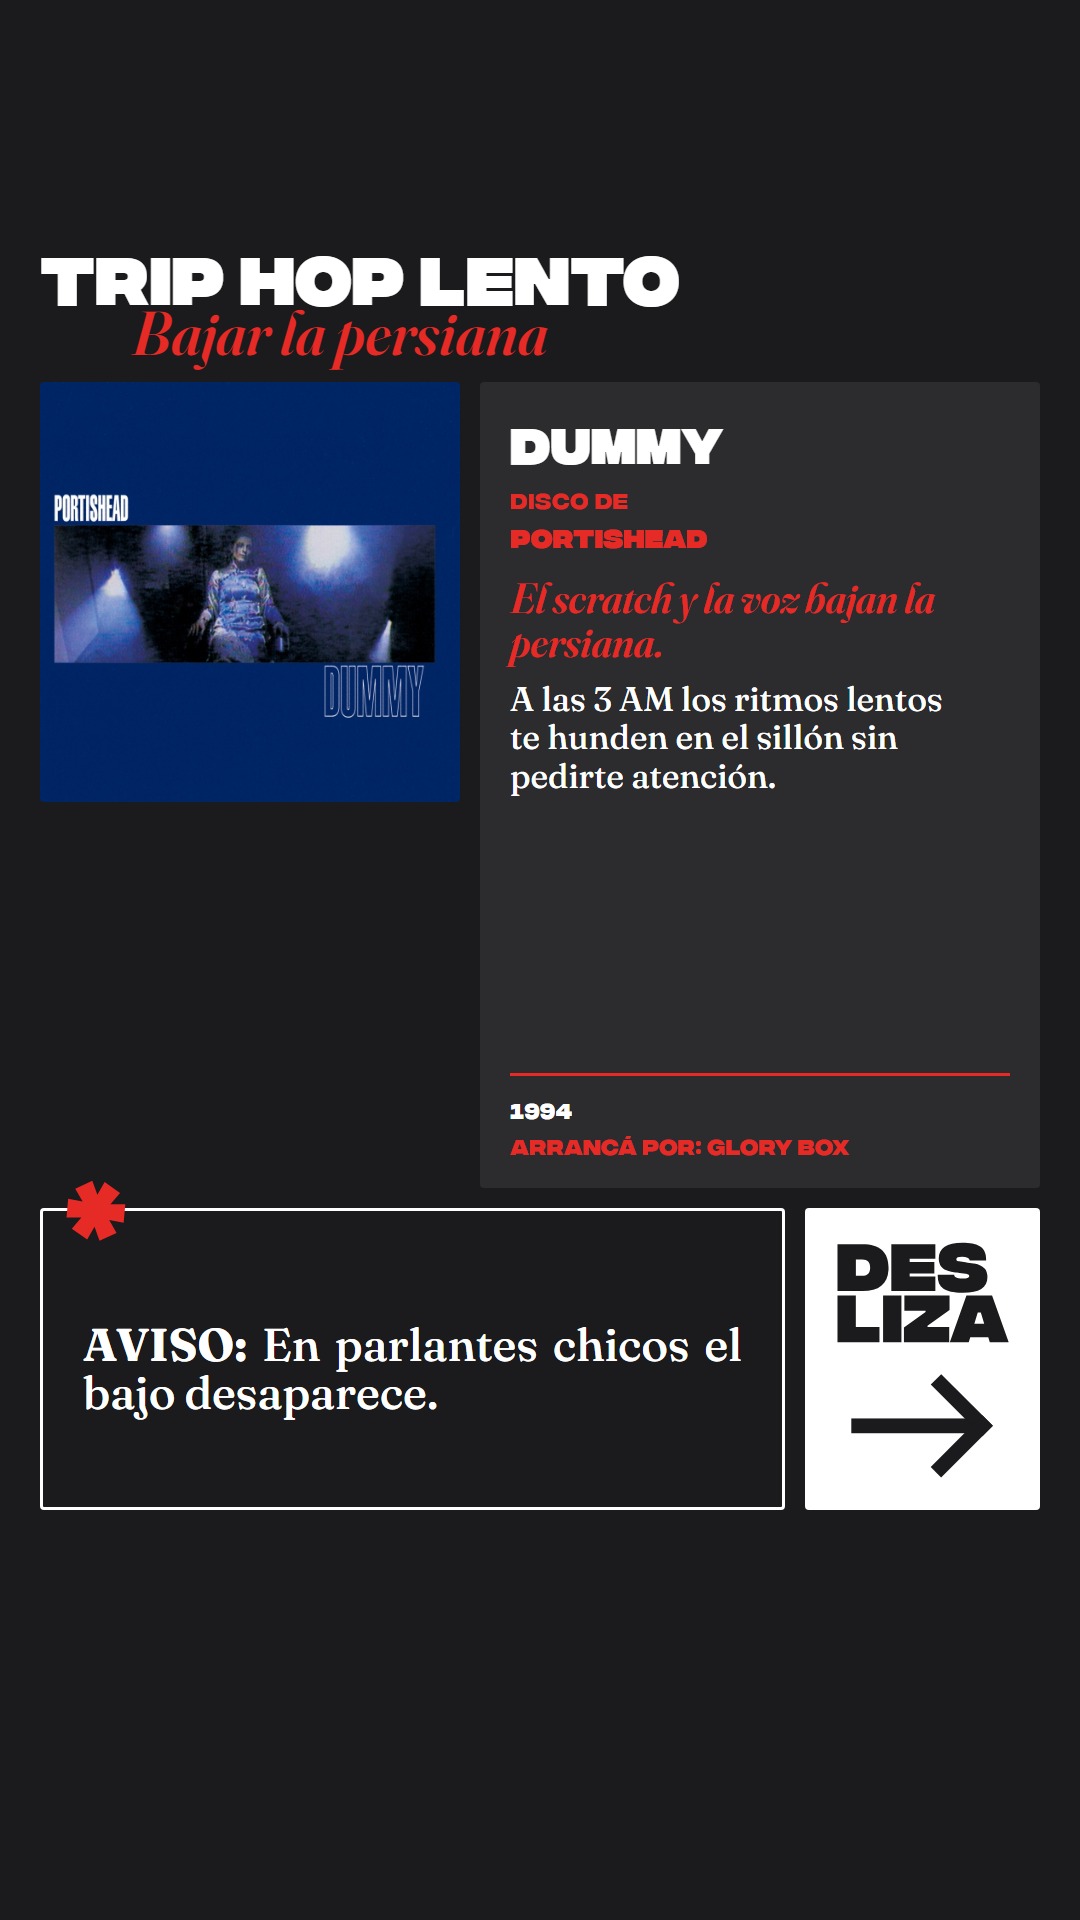 TRIP HOP LENTO
Bajar la persiana
PORTISHEAD
DUMMY
DUMMY
DISCO DE
PORTISHEAD
El scratch y la voz bajan la
persiana.
A las 3 AM los ritmos lentos
te hunden en el sillón sin
pedirte atención.
1994
ARRANCÁ POR: GLORY BOX
AVISO: En parlantes chicos el
bajo desaparece.
DES
LIZA